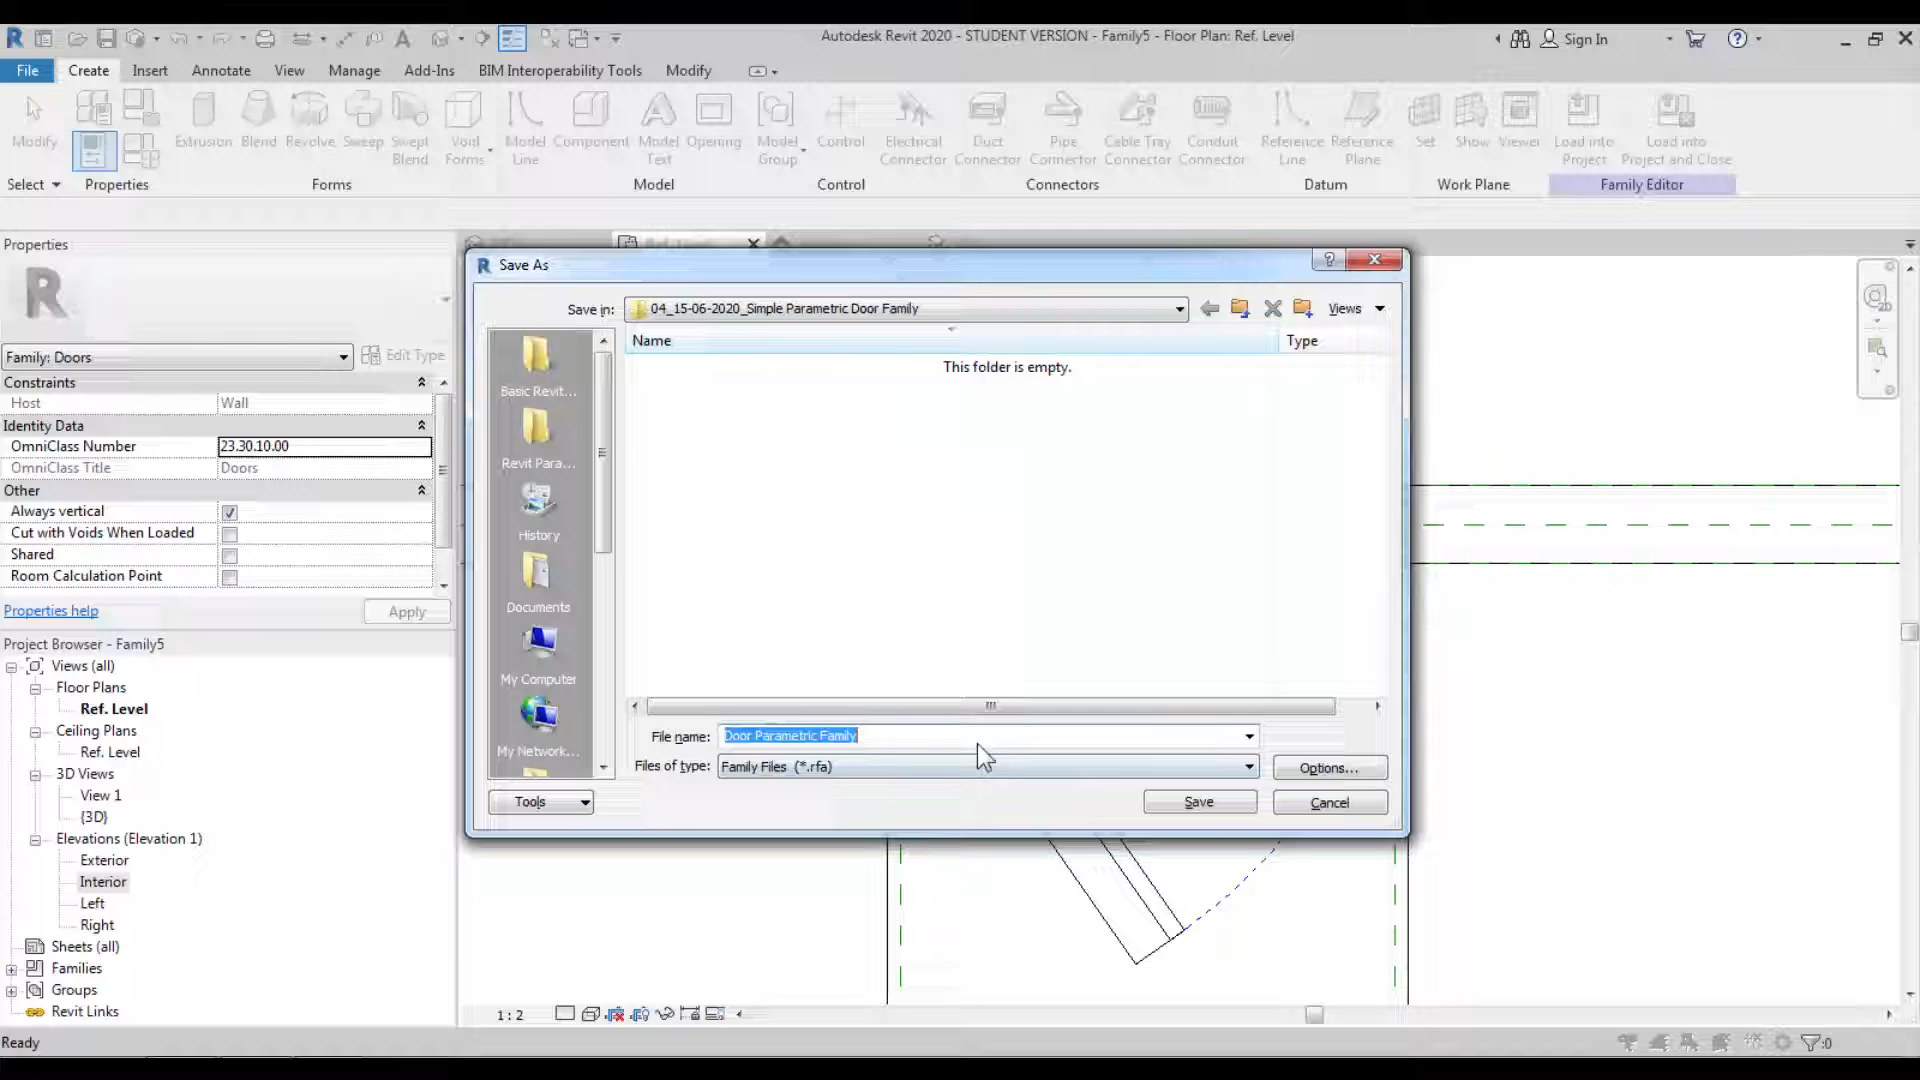 Autodesk Revit 2020 - STUDENT VERSION - Family5 - Floor Plan: Ref. Level
Sign In
File Create Insert Annotate View Manage Add-Ins BIM Interoperability Tools Modify
Modify
Extrusion Blend Revolve Sweep Swept Blend Void Forms
Model Line Component Model Text Opening Model Group
Control
Electrical Connector Duct Connector Pipe Connector Cable Tray Connector Conduit Connector
Reference Line Reference Plane
Set Show Viewer
Load into Project Load into Project and Close
Select Properties Forms Model Control Connectors Datum Work Plane Family Editor
Properties
Family: Doors
Edit Type
Constraints
Host Wall
Identity Data
OmniClass Number 23.30.10.00
OmniClass Title Doors
Other
Always vertical
Cut with Voids When Loaded
Shared
Room Calculation Point
Properties help
Apply
Project Browser - Family5
Views (all)
Floor Plans
Ref. Level
Ceiling Plans
Ref. Level
3D Views
View 1
{3D}
Elevations (Elevation 1)
Exterior
Interior
Left
Right
Sheets (all)
Families
Groups
Revit Links
Save As
Save in: 04_15-06-2020_Simple Parametric Door Family
Views
Name Type
This folder is empty.
Basic Revit...
Revit Para...
History
Documents
My Computer
My Network...
File name: Door Parametric Family
Files of type: Family Files (*.rfa)
Options...
Tools
Save
Cancel
1 : 2
Ready
:0